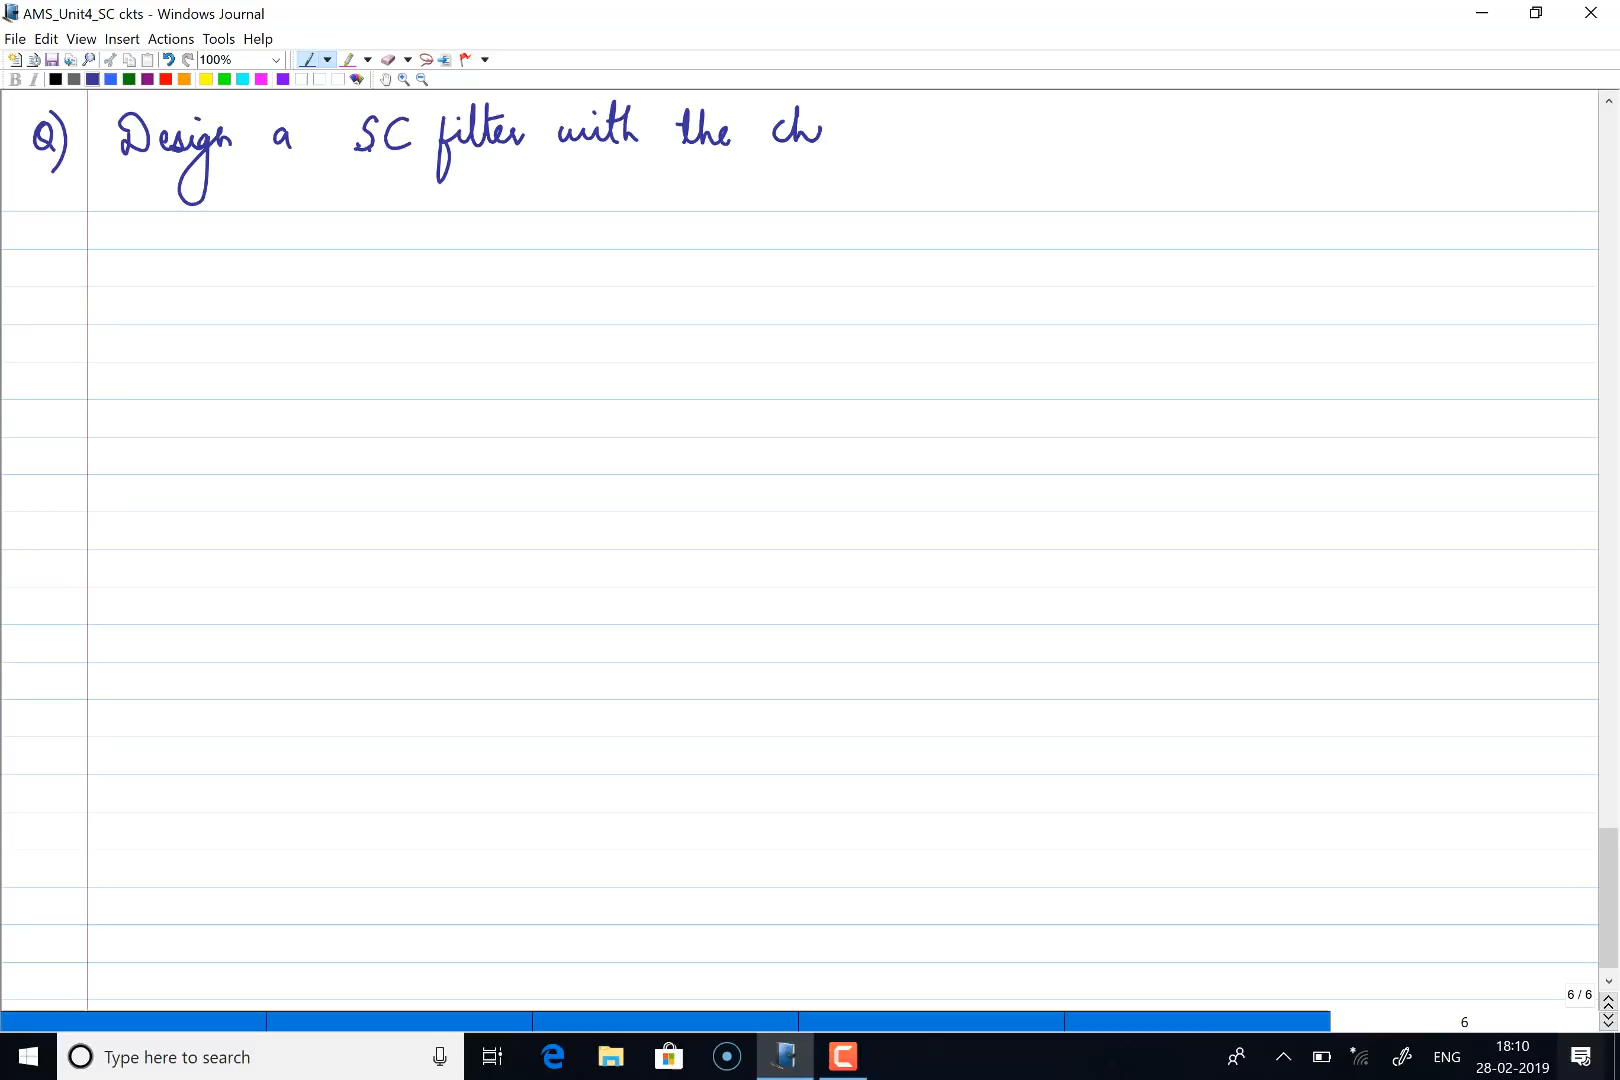 AMS_Unit4_SC ckts - Windows Journal
File Edit View Insert Actions Tools Help
100%
B I
Q) Design a SC filter with the ch
6 / 6
6
Type here to search
ENG
18:10
28-02-2019